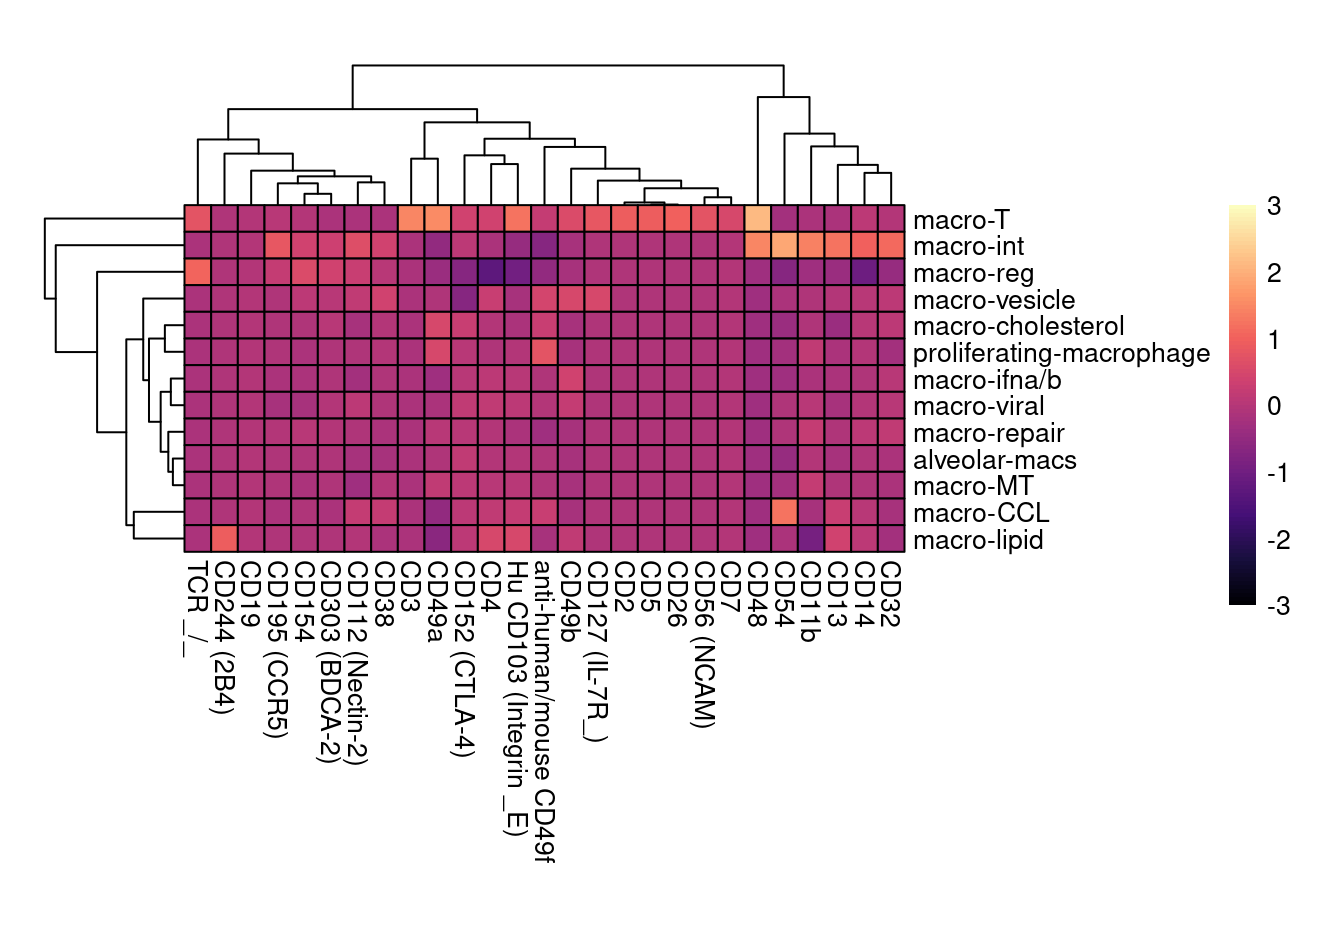 macro-T
macro-int
macro-reg
macro-vesicle
macro-cholesterol
proliferating-macrophage
macro-ifna/b
macro-viral
macro-repair
alveolar-macs
macro-MT
macro-CCL
macro-lipid
3
2
1
0
-1
-2
-3
TCR_/_
CD244 (2B4)
CD19
CD195 (CCR5)
CD154
CD303 (BDCA-2)
CD112 (Nectin-2)
CD38
CD3
CD49a
CD152 (CTLA-4)
CD4
Hu CD103 (Integrin _E)
anti-human/mouse CD49f
CD49b
CD127 (IL-7R_)
CD2
CD5
CD26
CD56 (NCAM)
CD7
CD48
CD54
CD11b
CD13
CD14
CD32